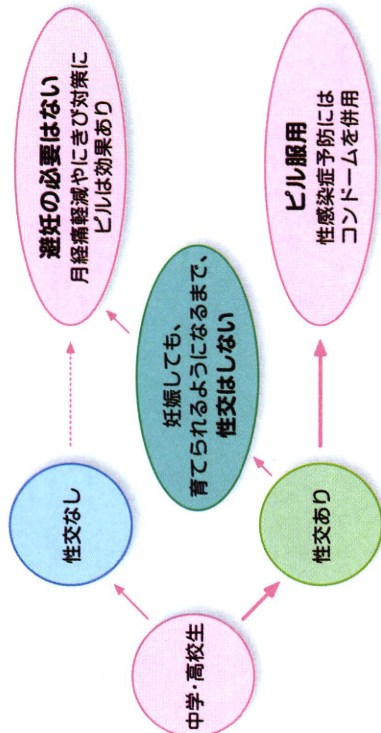 中学・高校生
性交なし
性交あり
妊娠しても、
育てられるようになるまで、
性交はしない
避妊の必要はない
月経痛軽減やにきび対策に
ピルは効果あり
ピル服用
性感染症予防には
コンドームを併用